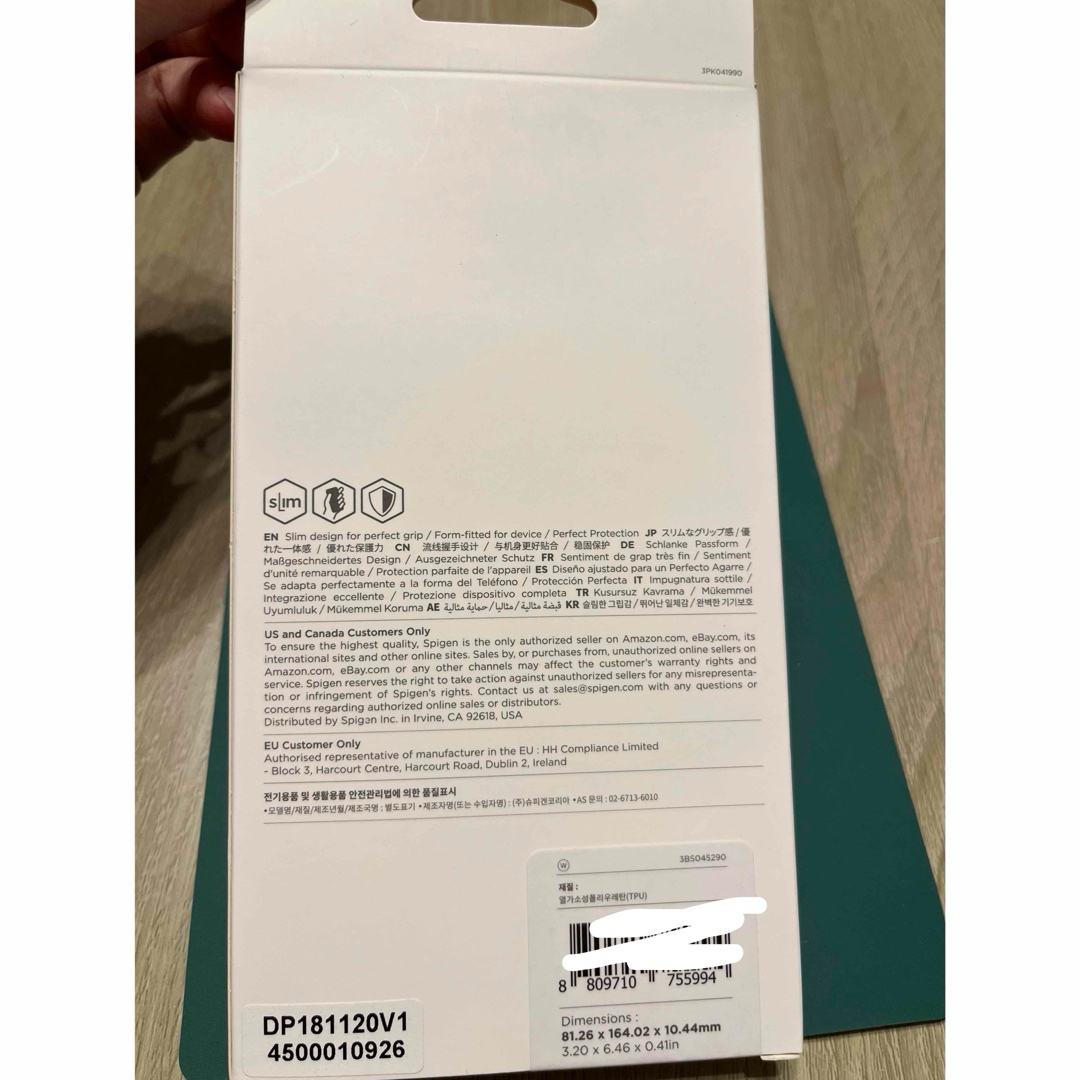 3PK041990
slim
EN Slim design for perfect grip / Form-fitted for device / Perfect Protection JP スリムなグリップ感 / 優
れた一体感 / 優れた保護力 CN 流线握手设计 / 与机身更好贴合 / 稳固保护 DE Schlanke Passform /
Maßgeschneidertes Design / Ausgezeichneter Schutz FR Sentiment de grap très fin / Sentiment
d'unité remarquable / Protection parfaite de l'appareil ES Diseño ajustado para un Perfecto Agarre /
Se adapta perfectamente a la forma del Teléfono / Protección Perfecta IT Impugnatura sottile /
Integrazione eccellente / Protezione dispositivo completa TR Kusursuz Kavrama / Mükemmel
Uyumluluk / Mükemmel Koruma AE قبضة مثالية / مثاليا / حماية مثالية KR 슬림한 그립감 / 뛰어난 일체감 / 완벽한 기기보호
US and Canada Customers Only
To ensure the highest quality, Spigen is the only authorized seller on Amazon.com, eBay.com, its
international sites and other online sites. Sales by, or purchases from, unauthorized online sellers on
Amazon.com, eBay.com or any other channels may affect the customer's warranty rights and
service. Spigen reserves the right to take action against unauthorized sellers for any misrepresenta-
tion or infringement of Spigen's rights. Contact us at sales@spigen.com with any questions or
concerns regarding authorized online sales or distributors.
Distributed by Spigen Inc. in Irvine, CA 92618, USA
EU Customer Only
Authorised representative of manufacturer in the EU : HH Compliance Limited
- Block 3, Harcourt Centre, Harcourt Road, Dublin 2, Ireland
전기용품 및 생활용품 안전관리법에 의한 품질표시
•모델명/재질/제조년월/제조국명 ; 별도표기 •제조자명(또는 수입자명) : (주)슈피겐코리아 •AS 문의 : 02-6713-6010
W 3BS045290
재질 :
열가소성폴리우레탄(TPU)
8 809710 755994
Dimensions :
81.26 x 164.02 x 10.44mm
3.20 x 6.46 x 0.41in
DP181120V1
4500010926